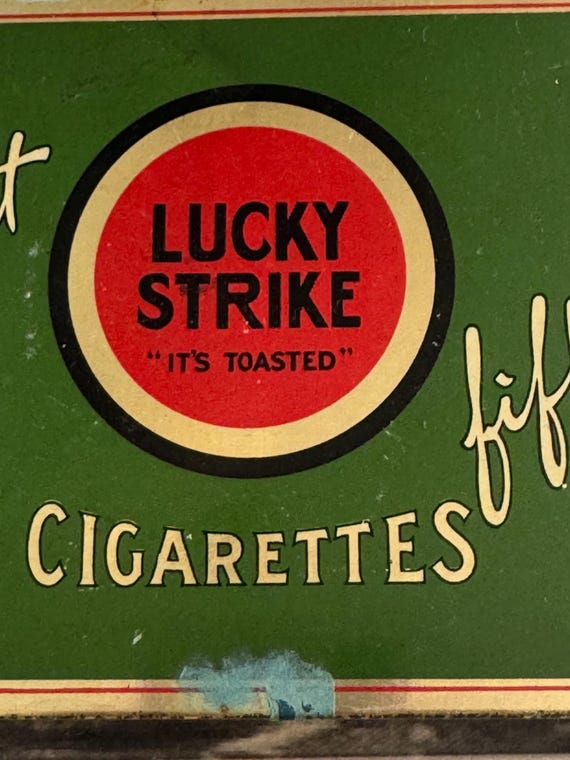 LUCKY
STRIKE
"IT'S TOASTED"
CIGARETTES